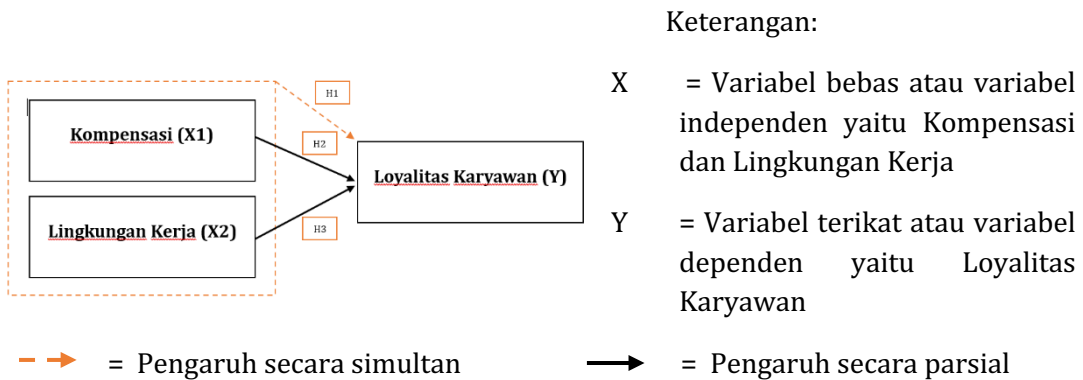 Keterangan:
H1
Kompensasi (X1)
H2
Loyalitas Karyawan (Y)
Lingkungan Kerja (X2)
H3
X = Variabel bebas atau variabel
independen yaitu Kompensasi
dan Lingkungan Kerja
Y = Variabel terikat atau variabel
dependen yaitu Loyalitas
Karyawan
= Pengaruh secara simultan
= Pengaruh secara parsial